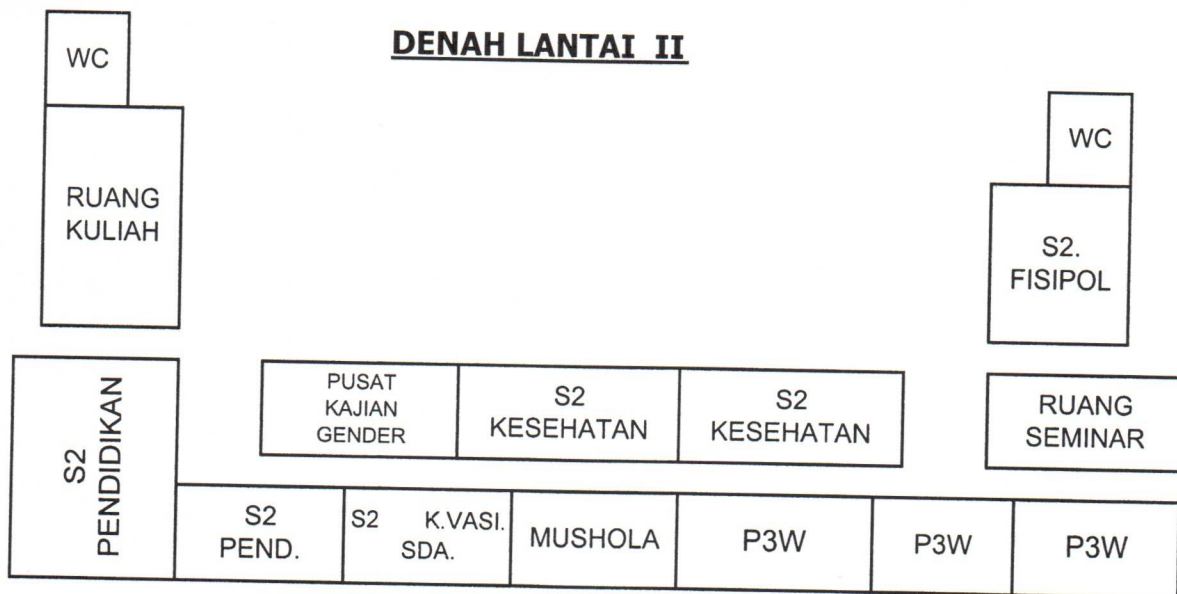 DENAH LANTAI II
WC
RUANG
KULIAH
WC
S2.
FISIPOL
S2
PENDIDIKAN
PUSAT
KAJIAN
GENDER
S2
KESEHATAN
S2
KESEHATAN
RUANG
SEMINAR
S2
PEND.
S2 K.VASI.
SDA.
MUSHOLA
P3W
P3W
P3W